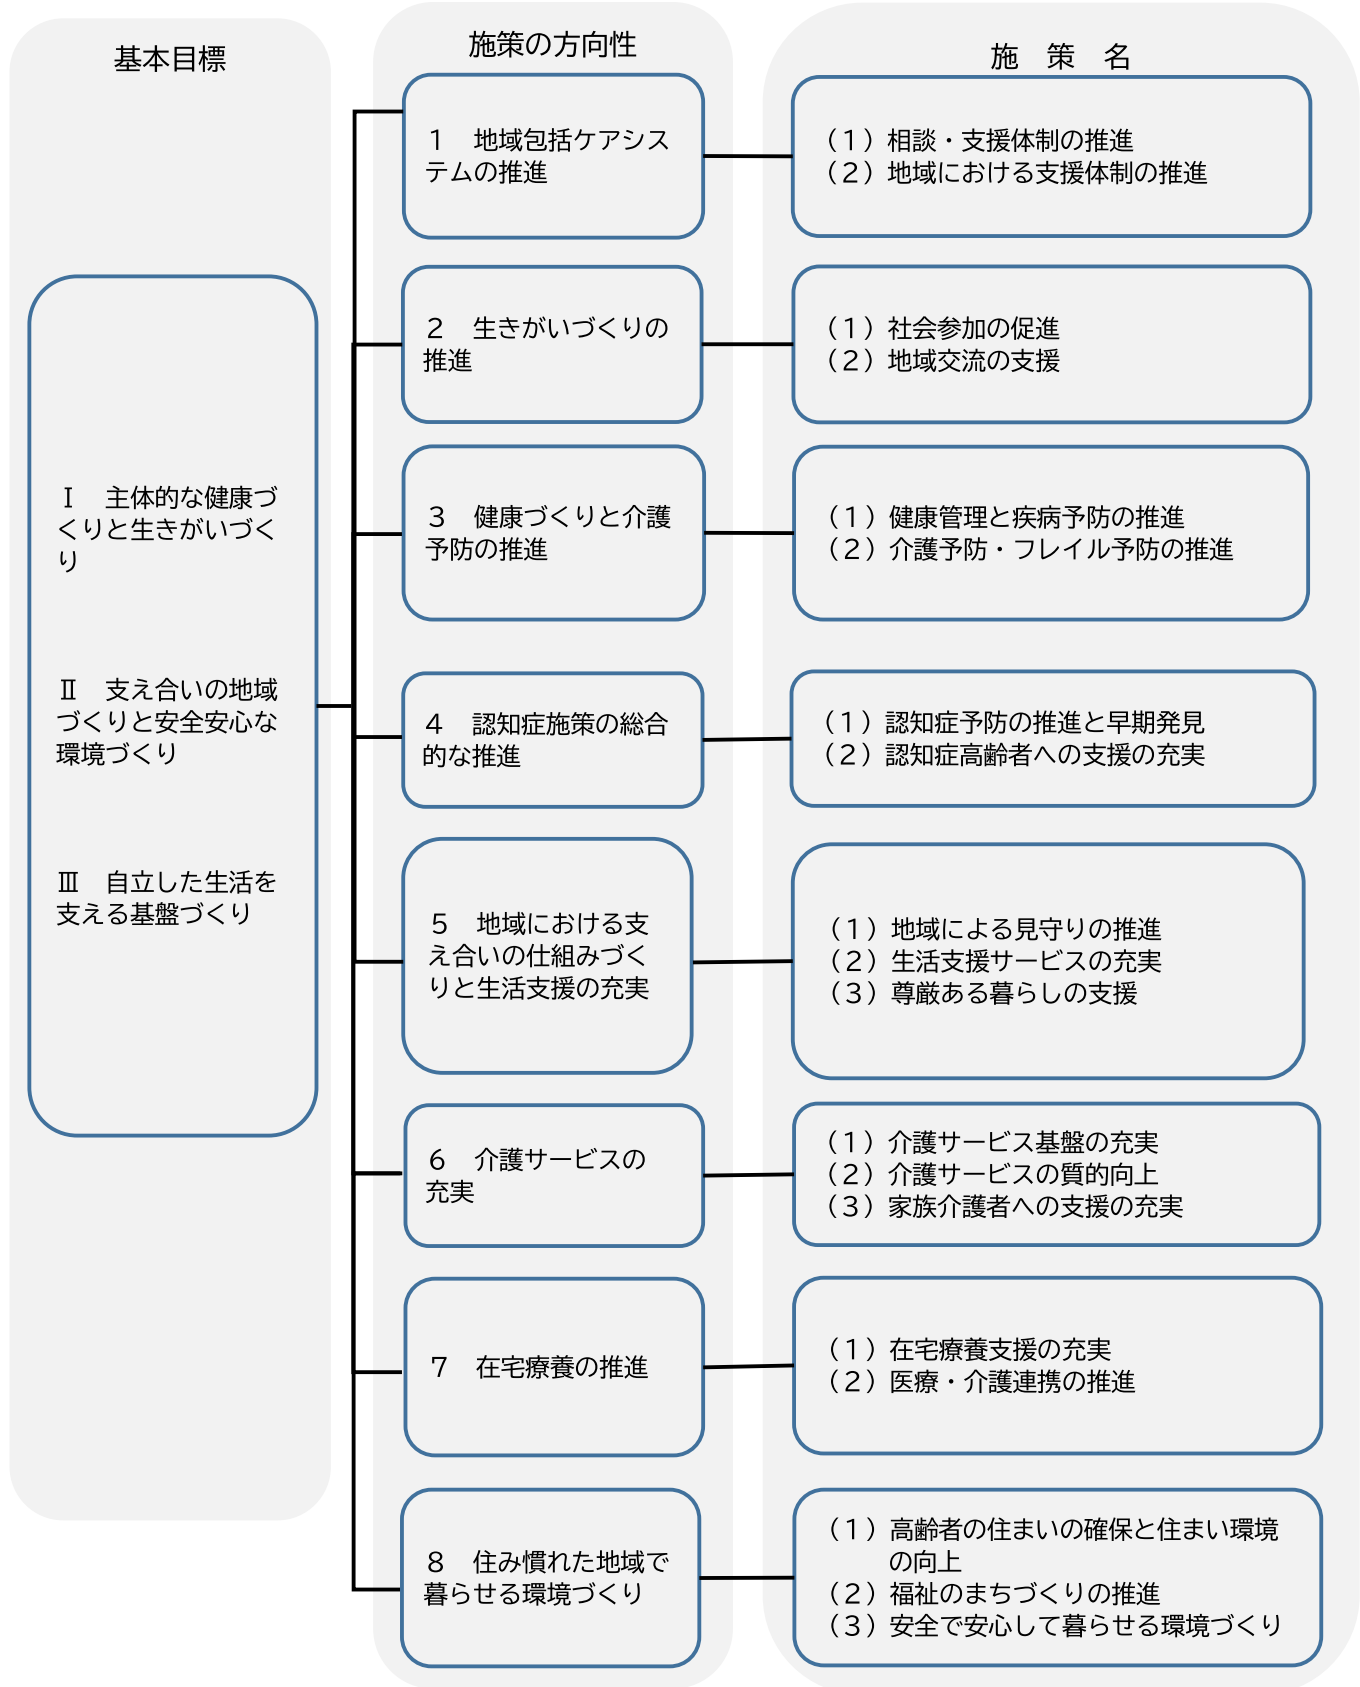 基本目標
Ⅰ　主体的な健康づ
くりと生きがいづく
り
Ⅱ　支え合いの地域
づくりと安全安心な
環境づくり
Ⅲ　自立した生活を
支える基盤づくり
施策の方向性
施　策　名
１　地域包括ケアシス
テムの推進
（１）相談・支援体制の推進
（２）地域における支援体制の推進
２　生きがいづくりの
推進
（１）社会参加の促進
（２）地域交流の支援
３　健康づくりと介護
予防の推進
（１）健康管理と疾病予防の推進
（２）介護予防・フレイル予防の推進
４　認知症施策の総合
的な推進
（１）認知症予防の推進と早期発見
（２）認知症高齢者への支援の充実
５　地域における支
え合いの仕組みづく
りと生活支援の充実
（１）地域による見守りの推進
（２）生活支援サービスの充実
（３）尊厳ある暮らしの支援
６　介護サービスの
充実
（１）介護サービス基盤の充実
（２）介護サービスの質的向上
（３）家族介護者への支援の充実
７　在宅療養の推進
（１）在宅療養支援の充実
（２）医療・介護連携の推進
８　住み慣れた地域で
暮らせる環境づくり
（１）高齢者の住まいの確保と住まい環境
の向上
（２）福祉のまちづくりの推進
（３）安全で安心して暮らせる環境づくり